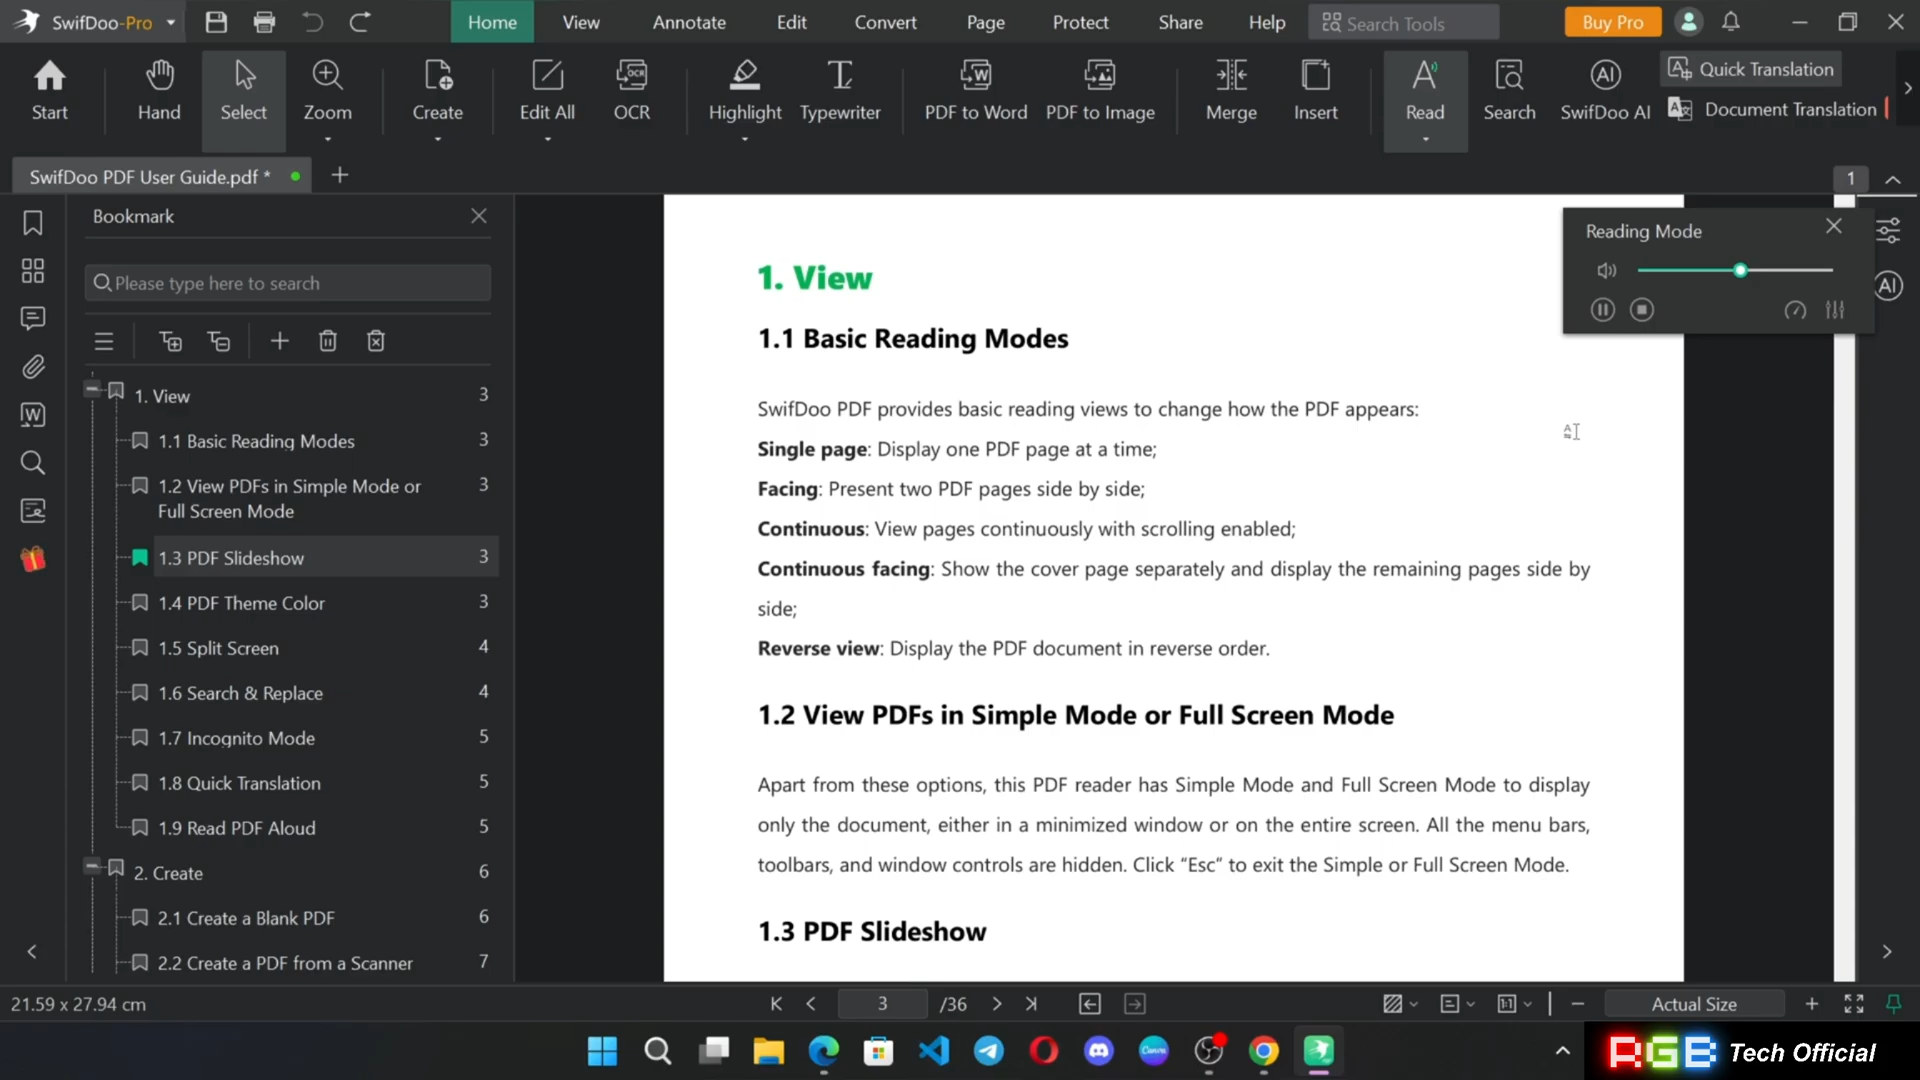 SwifDoo-Pro
Home
View
Annotate
Edit
Convert
Page
Protect
Share
Help
Search Tools
Buy Pro
Start
Hand
Select
Zoom
Create
Edit All
OCR
OCR
Highlight
Typewriter
W
PDF to Word
PDF to Image
Merge
Insert
Read
Search
AI
SwifDoo AI
Quick Translation
Document Translation
SwifDoo PDF User Guide.pdf *
1
Bookmark
Please type here to search
1. View 3
1.1 Basic Reading Modes 3
1.2 View PDFs in Simple Mode or 3
Full Screen Mode
1.3 PDF Slideshow 3
1.4 PDF Theme Color 3
1.5 Split Screen 4
1.6 Search & Replace 4
1.7 Incognito Mode 5
1.8 Quick Translation 5
1.9 Read PDF Aloud 5
2. Create 6
2.1 Create a Blank PDF 6
2.2 Create a PDF from a Scanner 7
1. View
1.1 Basic Reading Modes
SwifDoo PDF provides basic reading views to change how the PDF appears:
Single page: Display one PDF page at a time;
Facing: Present two PDF pages side by side;
Continuous: View pages continuously with scrolling enabled;
Continuous facing: Show the cover page separately and display the remaining pages side by
side;
Reverse view: Display the PDF document in reverse order.
1.2 View PDFs in Simple Mode or Full Screen Mode
Apart from these options, this PDF reader has Simple Mode and Full Screen Mode to display
only the document, either in a minimized window or on the entire screen. All the menu bars,
toolbars, and window controls are hidden. Click “Esc” to exit the Simple or Full Screen Mode.
1.3 PDF Slideshow
Reading Mode
AI
21.59 x 27.94 cm
3 /36
1:1
Actual Size
Canva
RGB Tech Official